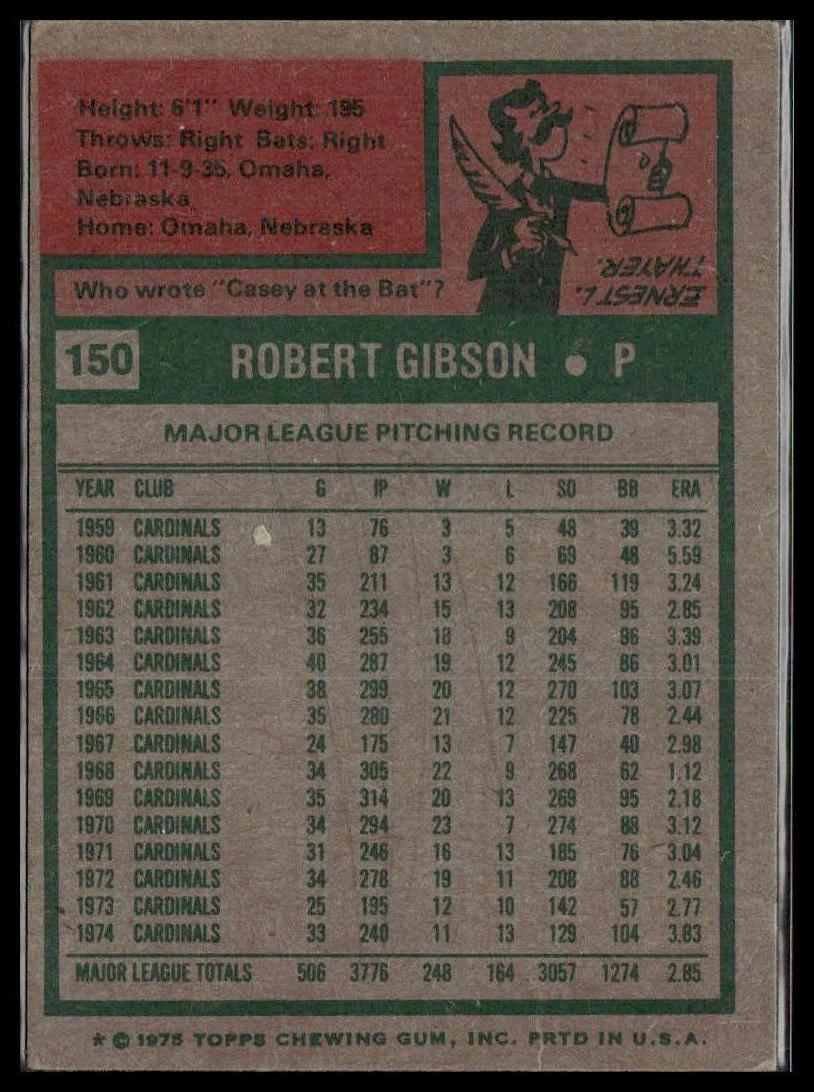 Height: 6'1" Weight: 195
Throws: Right Bats: Right
Born: 11-9-35, Omaha,
Nebraska
Home: Omaha, Nebraska
Who wrote "Casey at the Bat"?
ERNEST L.
THAYER.
150 ROBERT GIBSON • P
MAJOR LEAGUE PITCHING RECORD
YEAR CLUB G IP W L SO BB ERA
1959 CARDINALS 13 76 3 5 48 39 3.32
1960 CARDINALS 27 87 3 6 69 48 5.59
1961 CARDINALS 35 211 13 12 166 119 3.24
1962 CARDINALS 32 234 15 13 208 95 2.85
1963 CARDINALS 36 255 18 9 204 96 3.39
1964 CARDINALS 40 287 19 12 245 86 3.01
1965 CARDINALS 38 299 20 12 270 103 3.07
1966 CARDINALS 35 280 21 12 225 78 2.44
1967 CARDINALS 24 175 13 7 147 40 2.98
1968 CARDINALS 34 305 22 9 268 62 1.12
1969 CARDINALS 35 314 20 13 269 95 2.18
1970 CARDINALS 34 294 23 7 274 88 3.12
1971 CARDINALS 31 246 16 13 185 76 3.04
1972 CARDINALS 34 278 19 11 208 88 2.46
1973 CARDINALS 25 195 12 10 142 57 2.77
1974 CARDINALS 33 240 11 13 129 104 3.83
MAJOR LEAGUE TOTALS 506 3776 248 164 3057 1274 2.85
* © 1975 TOPPS CHEWING GUM, INC. PRTD IN U.S.A.